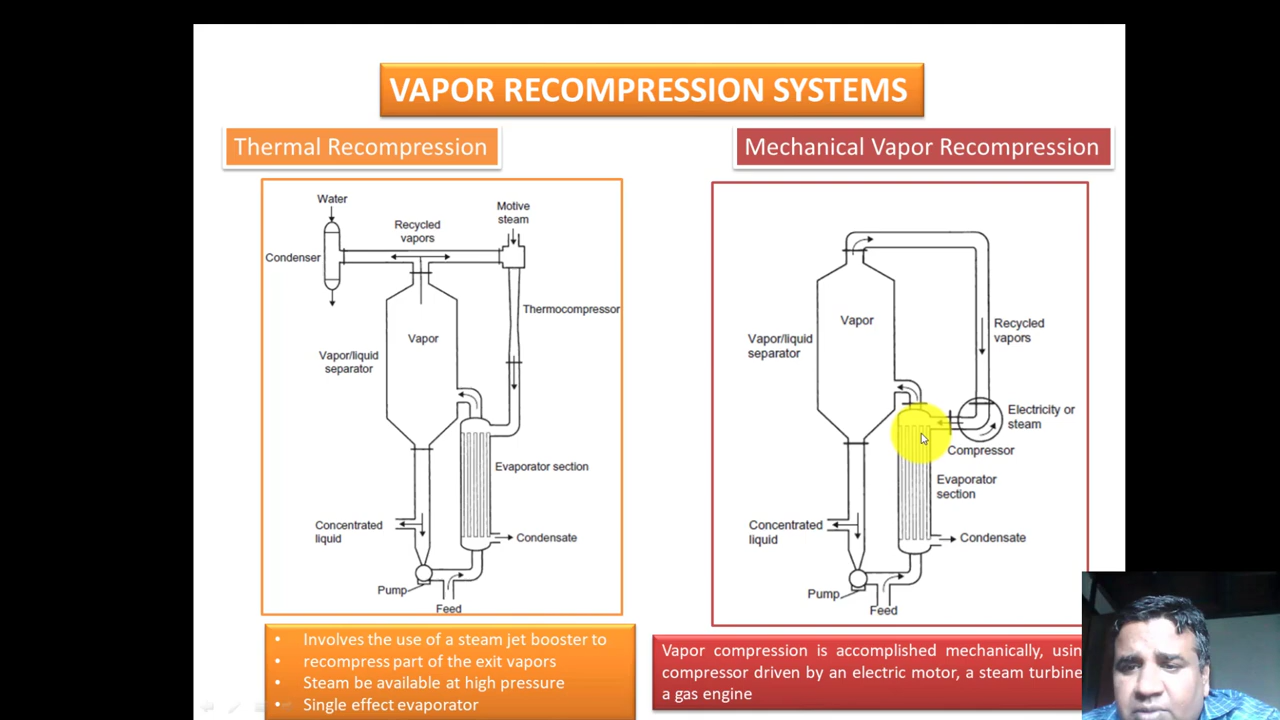 VAPOR RECOMPRESSION SYSTEMS
Thermal Recompression
Water
Motive
steam
Recycled
vapors
Condenser
Thermocompressor
Vapor
Vapor/liquid
separator
Evaporator section
Concentrated
liquid
Condensate
Pump
Feed
• Involves the use of a steam jet booster to
• recompress part of the exit vapors
• Steam be available at high pressure
• Single effect evaporator
Mechanical Vapor Recompression
Vapor
Recycled
vapors
Vapor/liquid
separator
Electricity or
steam
Compressor
Evaporator
section
Concentrated
liquid
Condensate
Pump
Feed
Vapor compression is accomplished mechanically, usin
compressor driven by an electric motor, a steam turbine
a gas engine